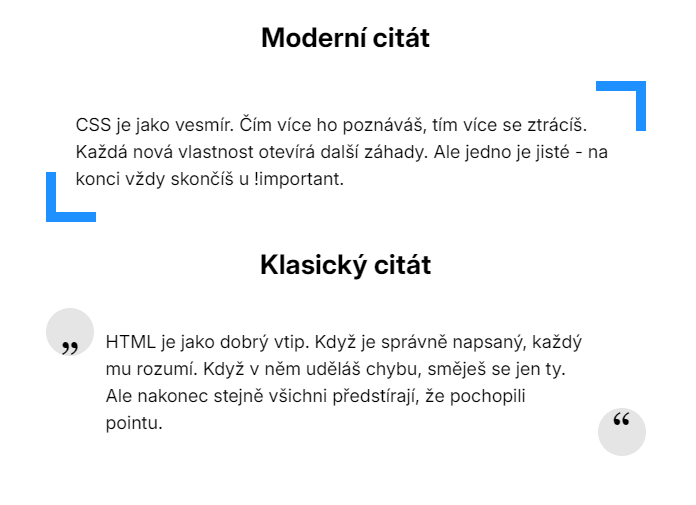 Moderní citát
CSS je jako vesmír. Čím více ho poznáváš, tím více se ztrácíš.
Každá nová vlastnost otevírá další záhady. Ale jedno je jisté - na
konci vždy skončíš u !important.
Klasický citát
„
HTML je jako dobrý vtip. Když je správně napsaný, každý
mu rozumí. Když v něm uděláš chybu, směješ se jen ty.
Ale nakonec stejně všichni předstírají, že pochopili
pointu.
“